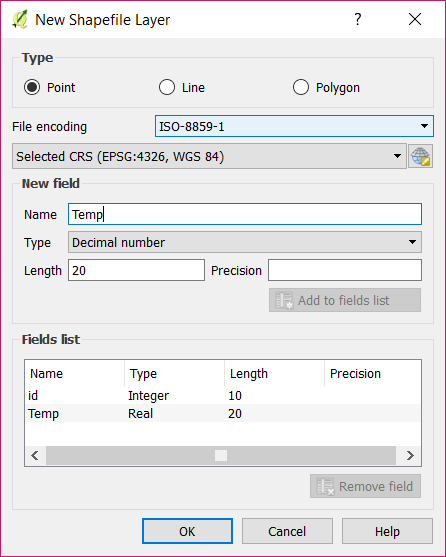 New Shapefile Layer ? ×
Type
Point Line Polygon
File encoding ISO-8859-1
Selected CRS (EPSG:4326, WGS 84)
New field
Name Temp
Type Decimal number
Length 20 Precision
Add to fields list
Fields list
Name Type Length Precision
id Integer 10
Temp Real 20
Remove field
OK Cancel Help